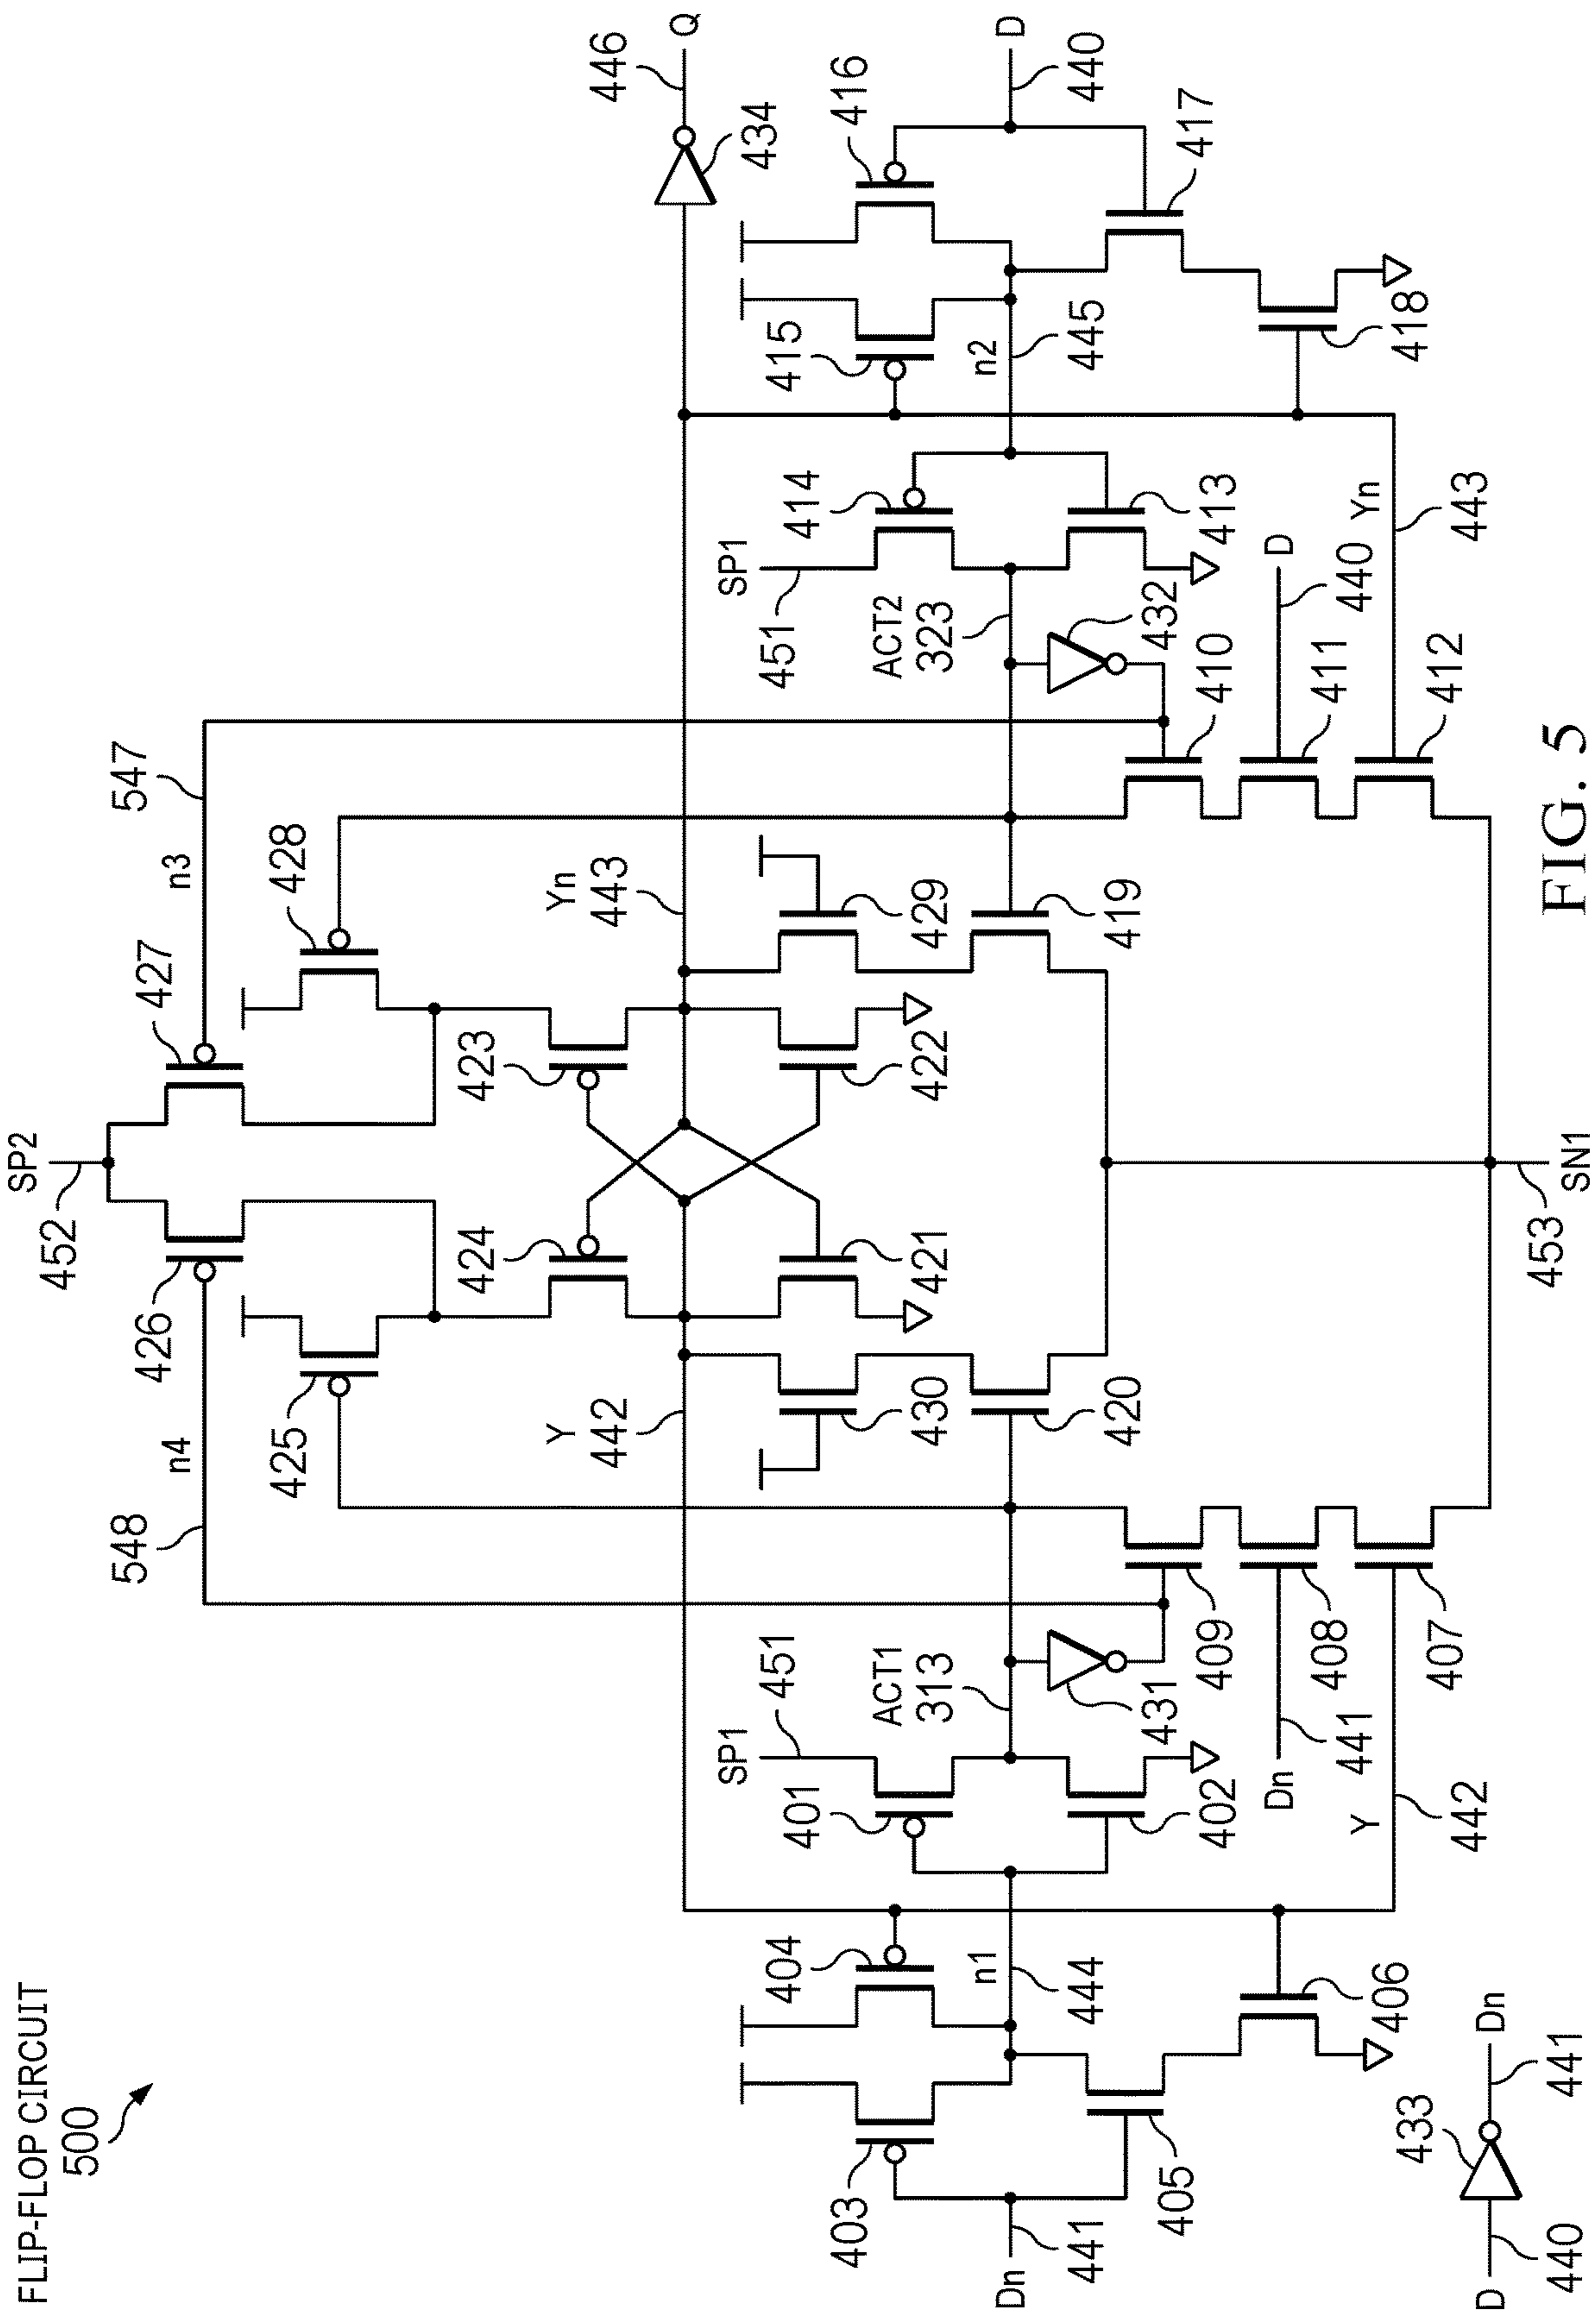 FLIP-FLOP CIRCUIT
500
SP2
452
548
547
426
427
n4
n3
425
428
424
423
Y
442
Yn
443
446
Q
SP1
451
SP1
451
434
401
414
415
403
404
416
ACT1
313
ACT2
323
430
421
422
429
n1
444
n2
445
Dn
441
D
440
420
419
431
432
405
417
402
409
410
413
Dn
441
D
440
408
411
Y
442
Yn
443
406
418
407
412
433
D
440
Dn
441
453
SN1
FIG. 5